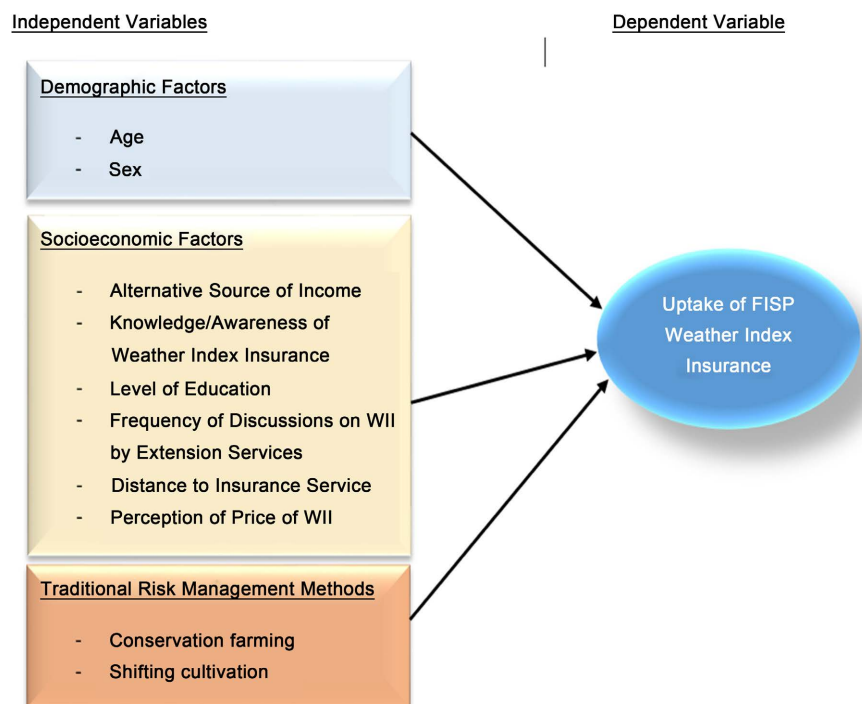 Independent Variables
Dependent Variable
Demographic Factors
- Age
- Sex
Socioeconomic Factors
- Alternative Source of Income
- Knowledge/Awareness of
Weather Index Insurance
- Level of Education
- Frequency of Discussions on WII
by Extension Services
- Distance to Insurance Service
- Perception of Price of WII
Traditional Risk Management Methods
- Conservation farming
- Shifting cultivation
Uptake of FISP
Weather Index
Insurance